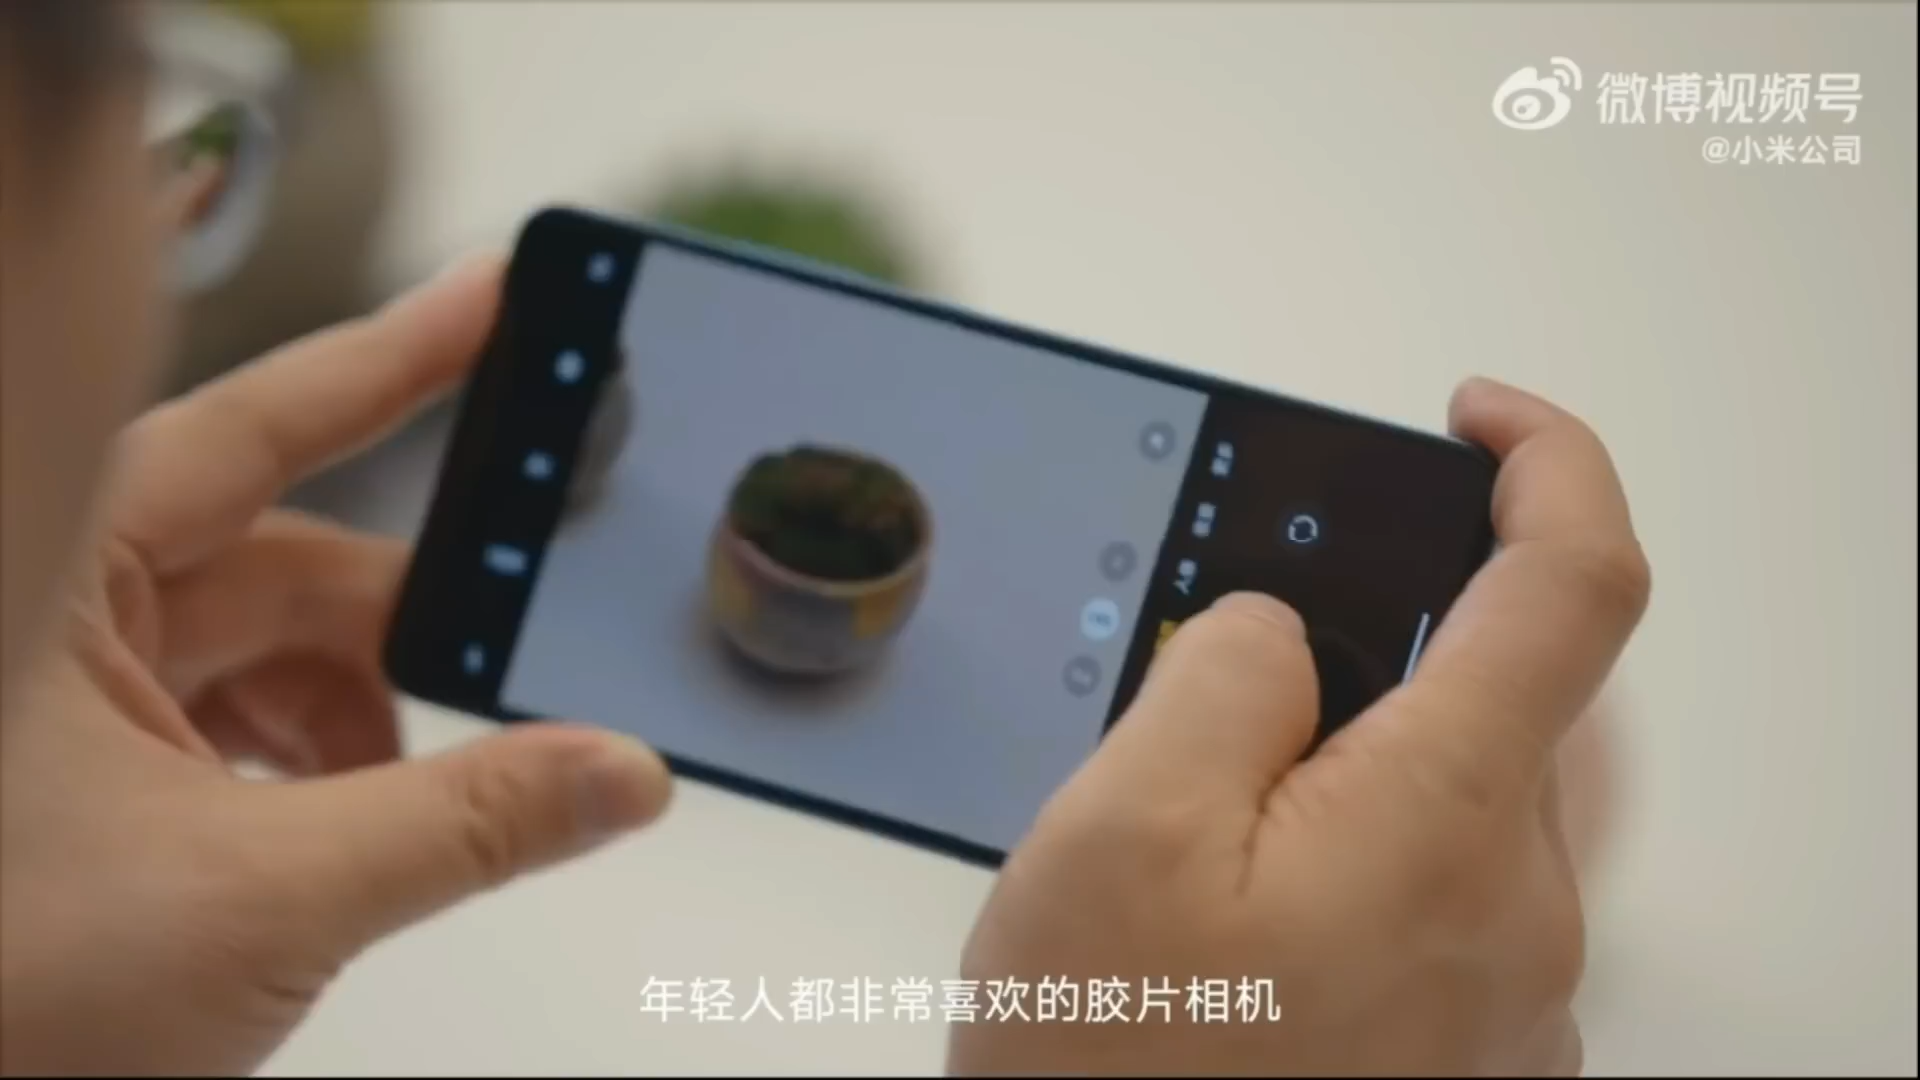 微博视频号
@小米公司
年轻人都非常喜欢的胶片相机